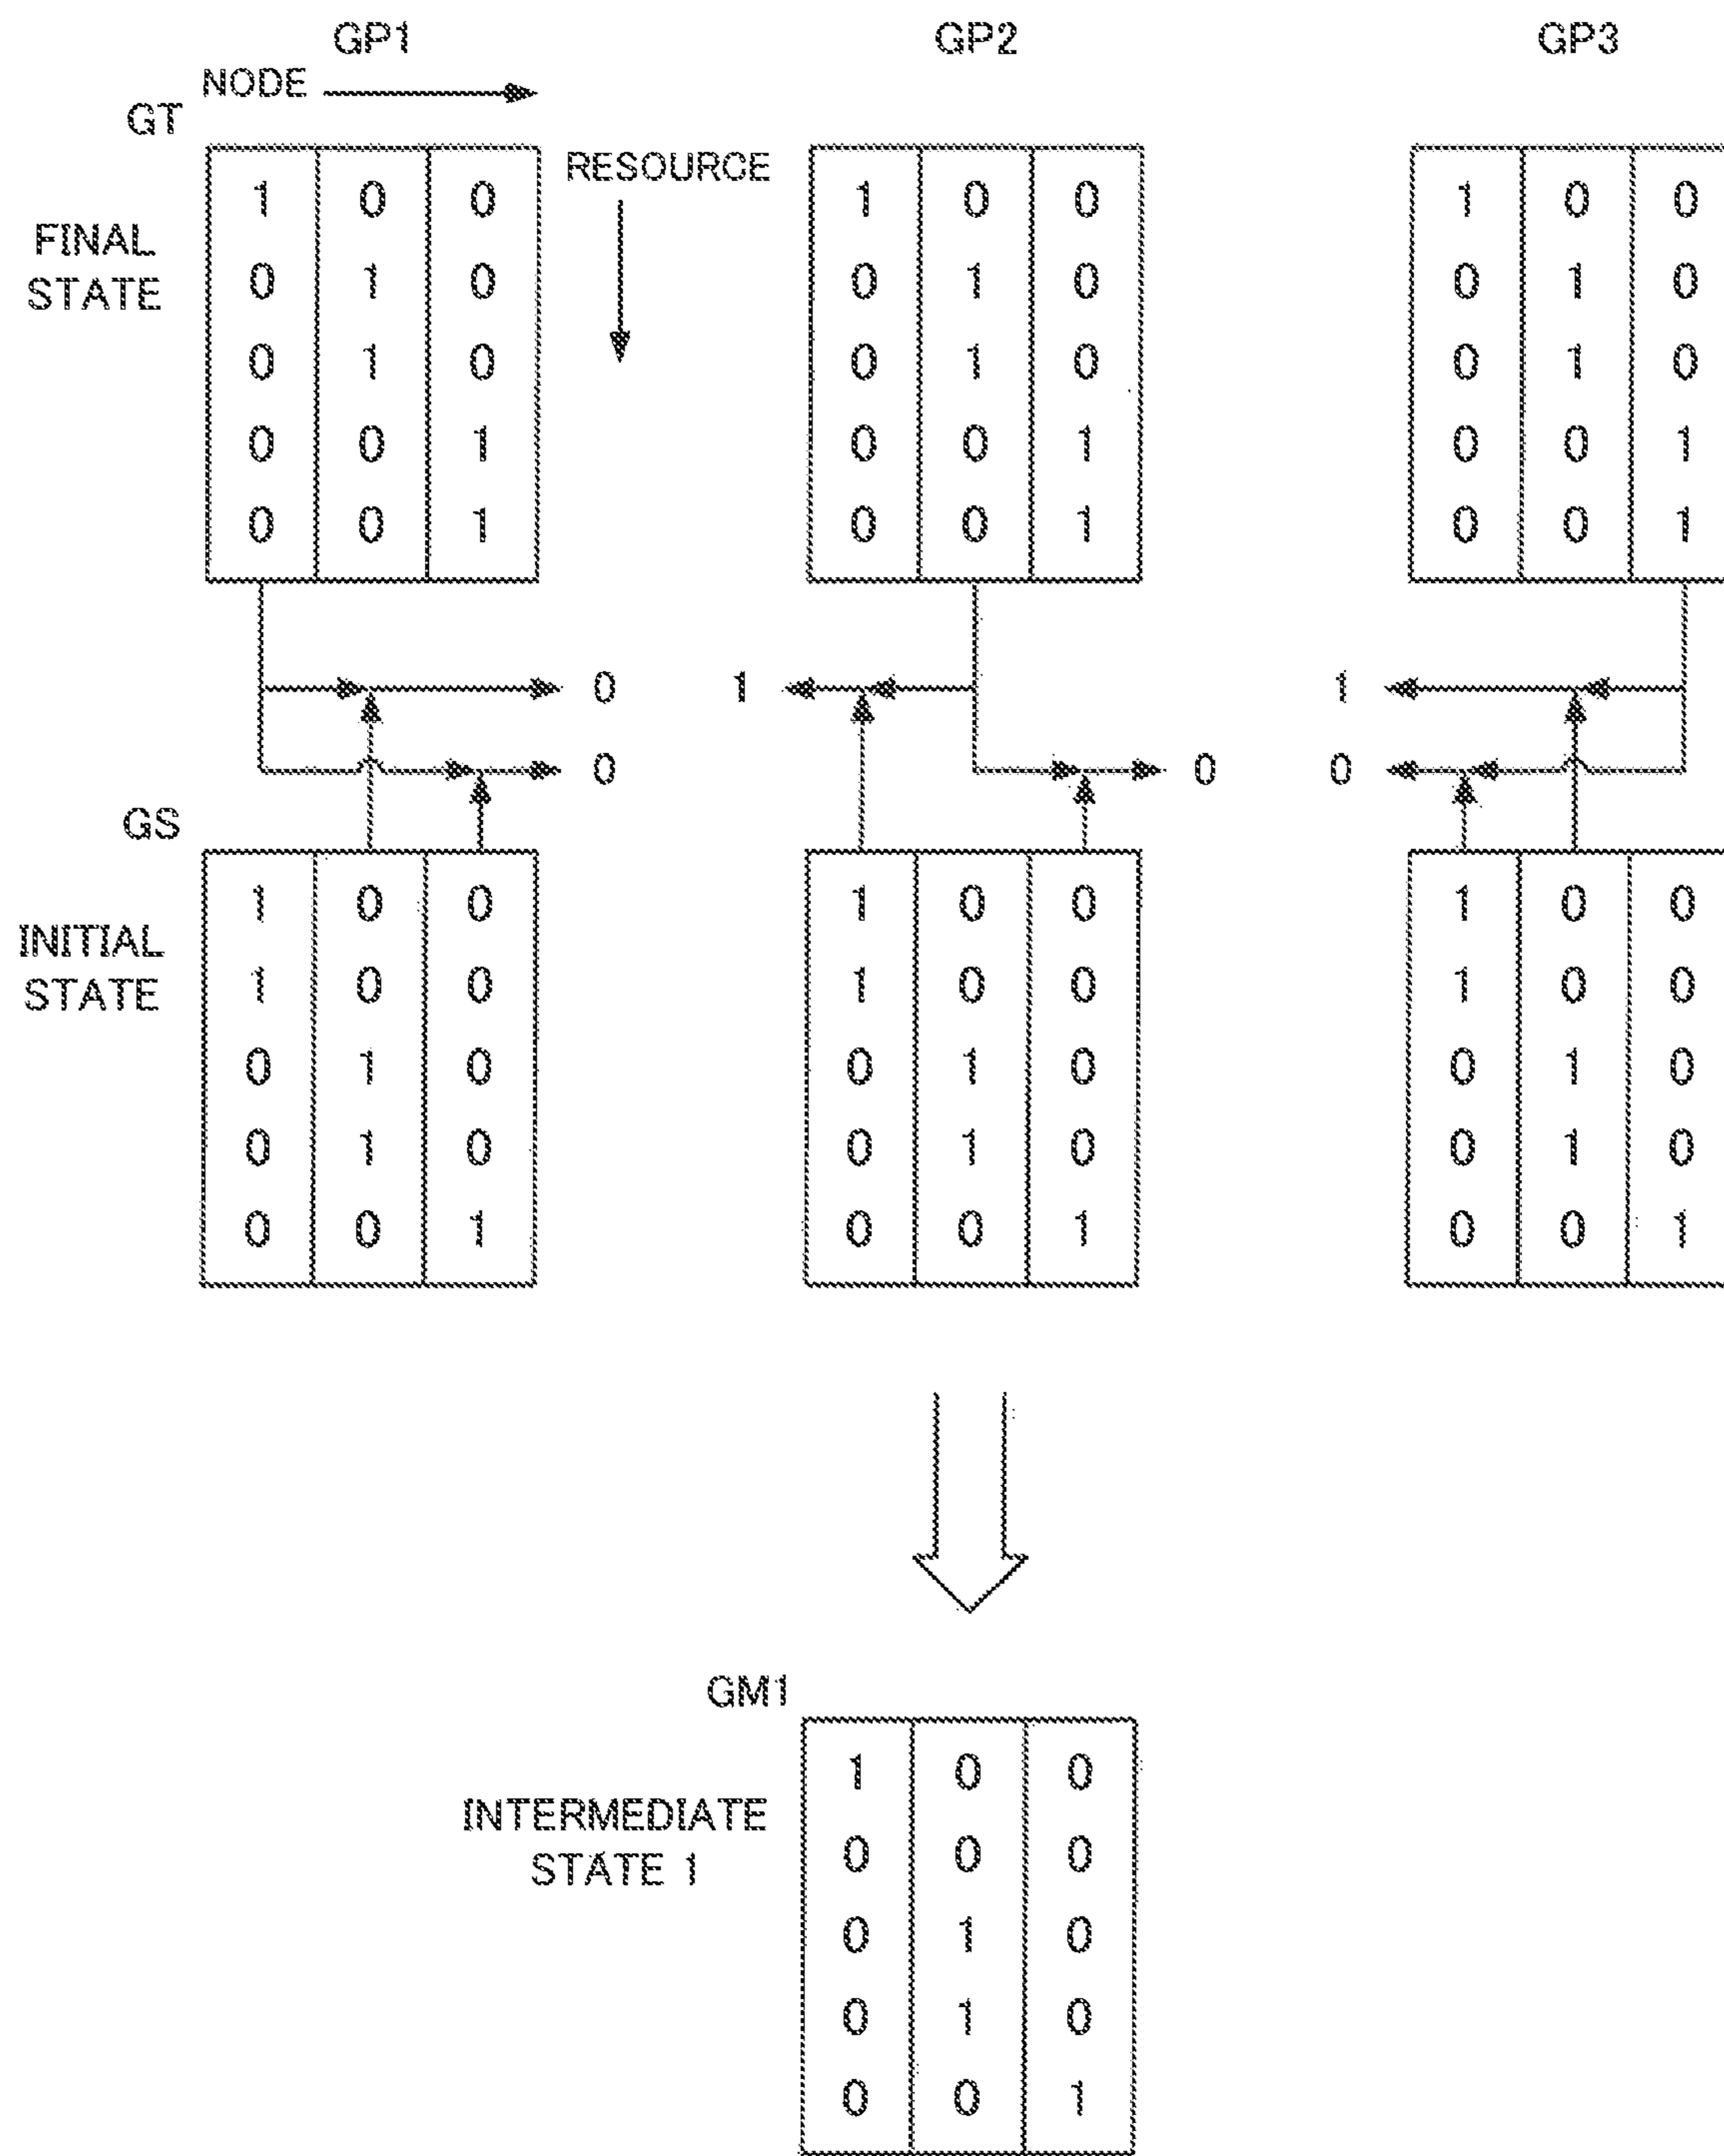 GP1 GP2 GP3
NODE
GT
RESOURCE
FINAL
STATE
1 0 0 1 0 0 1 0 0
0 1 0 0 1 0 0 1 0
0 1 0 0 1 0 0 1 0
0 0 1 0 0 1 0 0 1
0 0 1 0 0 1 0 0 1
0 1 1
0 0 0
GS
INITIAL
STATE
1 0 0 1 0 0 1 0 0
1 0 0 1 0 0 1 0 0
0 1 0 0 1 0 0 1 0
0 1 0 0 1 0 0 1 0
0 0 1 0 0 1 0 0 1
GM1
INTERMEDIATE
STATE 1
1 0 0
0 0 0
0 1 0
0 1 0
0 0 1